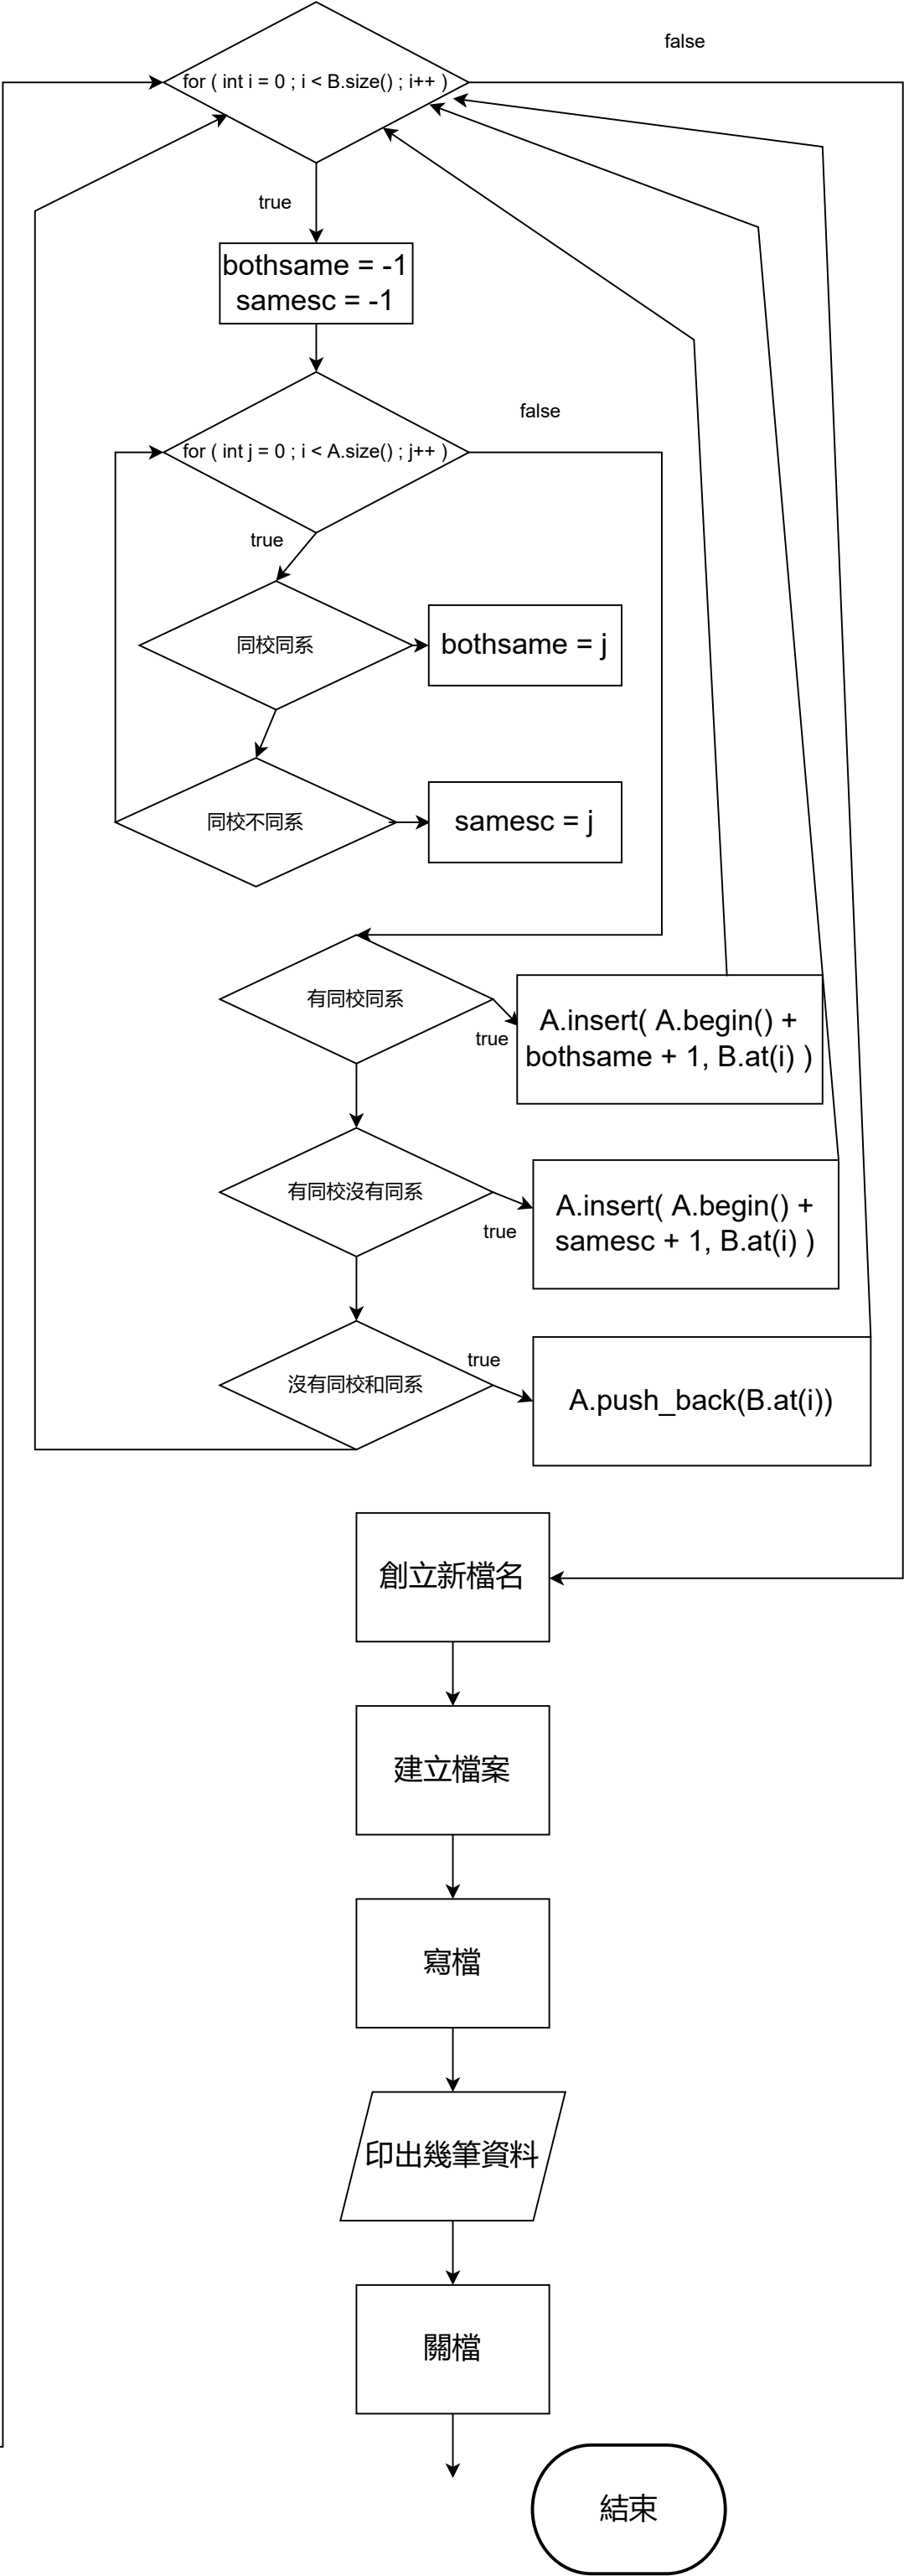 false
for ( int i = 0 ; i < B.size() ; i++ )
true
bothsame = -1
samesc = -1
false
for ( int j = 0 ; i < A.size() ; j++ )
true
同校同系
bothsame = j
同校不同系
samesc = j
有同校同系
true
A.insert( A.begin() +
bothsame + 1, B.at(i) )
有同校沒有同系
true
A.insert( A.begin() +
samesc + 1, B.at(i) )
true
沒有同校和同系
A.push_back(B.at(i))
創立新檔名
建立檔案
寫檔
印出幾筆資料
關檔
結束